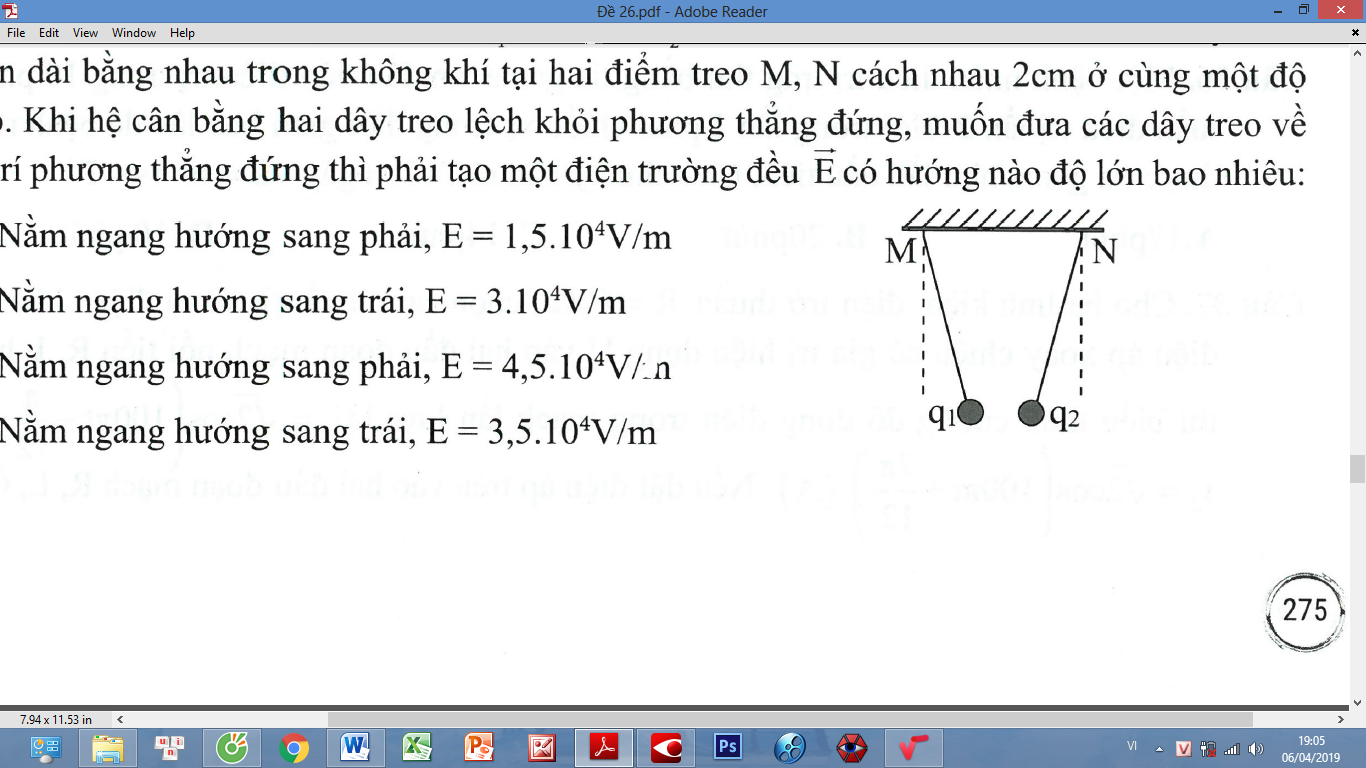 Đề 26.pdf - Adobe Reader
File Edit View Window Help
n dài bằng nhau trong không khí tại hai điểm treo M, N cách nhau 2cm ở cùng một độ
. Khi hệ cân bằng hai dây treo lệch khỏi phương thẳng đứng, muốn đưa các dây treo về
rí phương thẳng đứng thì phải tạo một điện trường đều E⃗ có hướng nào độ lớn bao nhiêu:
Nằm ngang hướng sang phải, E = 1,5.10⁴V/m
Nằm ngang hướng sang trái, E = 3.10⁴V/m
Nằm ngang hướng sang phải, E = 4,5.10⁴V/m
Nằm ngang hướng sang trái, E = 3,5.10⁴V/m
M N
q1 q2
275
7.94 x 11.53 in
VI
19:05
06/04/2019